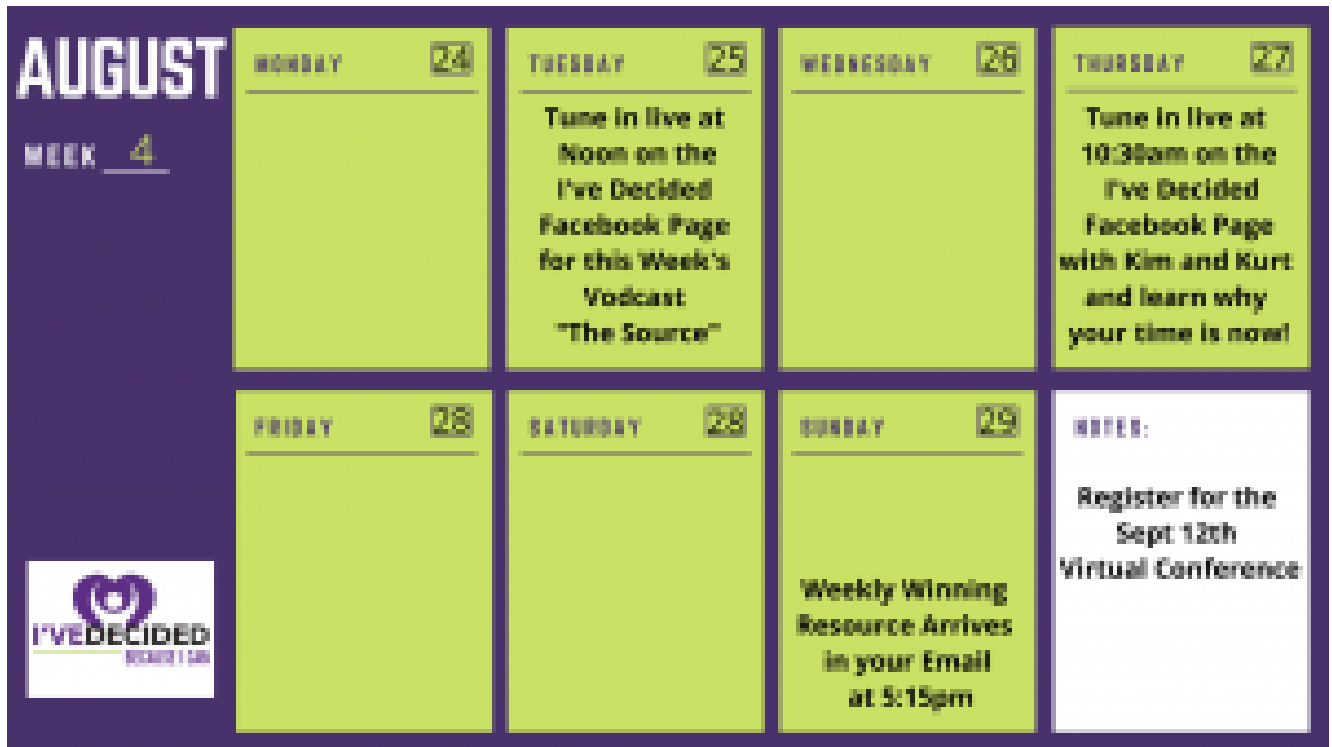 AUGUST
WEEK 4
MONDAY 24
TUESDAY 25
Tune in live at
Noon on the
I've Decided
Facebook Page
for this Week's
Vodcast
"The Source"
WEDNESDAY 26
THURSDAY 27
Tune in live at
10:30am on the
I've Decided
Facebook Page
with Kim and Kurt
and learn why
your time is now!
FRIDAY 28
SATURDAY 28
SUNDAY 29
Weekly Winning
Resource Arrives
in your Email
at 5:15pm
NOTES:
Register for the
Sept 12th
Virtual Conference
I'VEDECIDED
BECAUSE I CAN